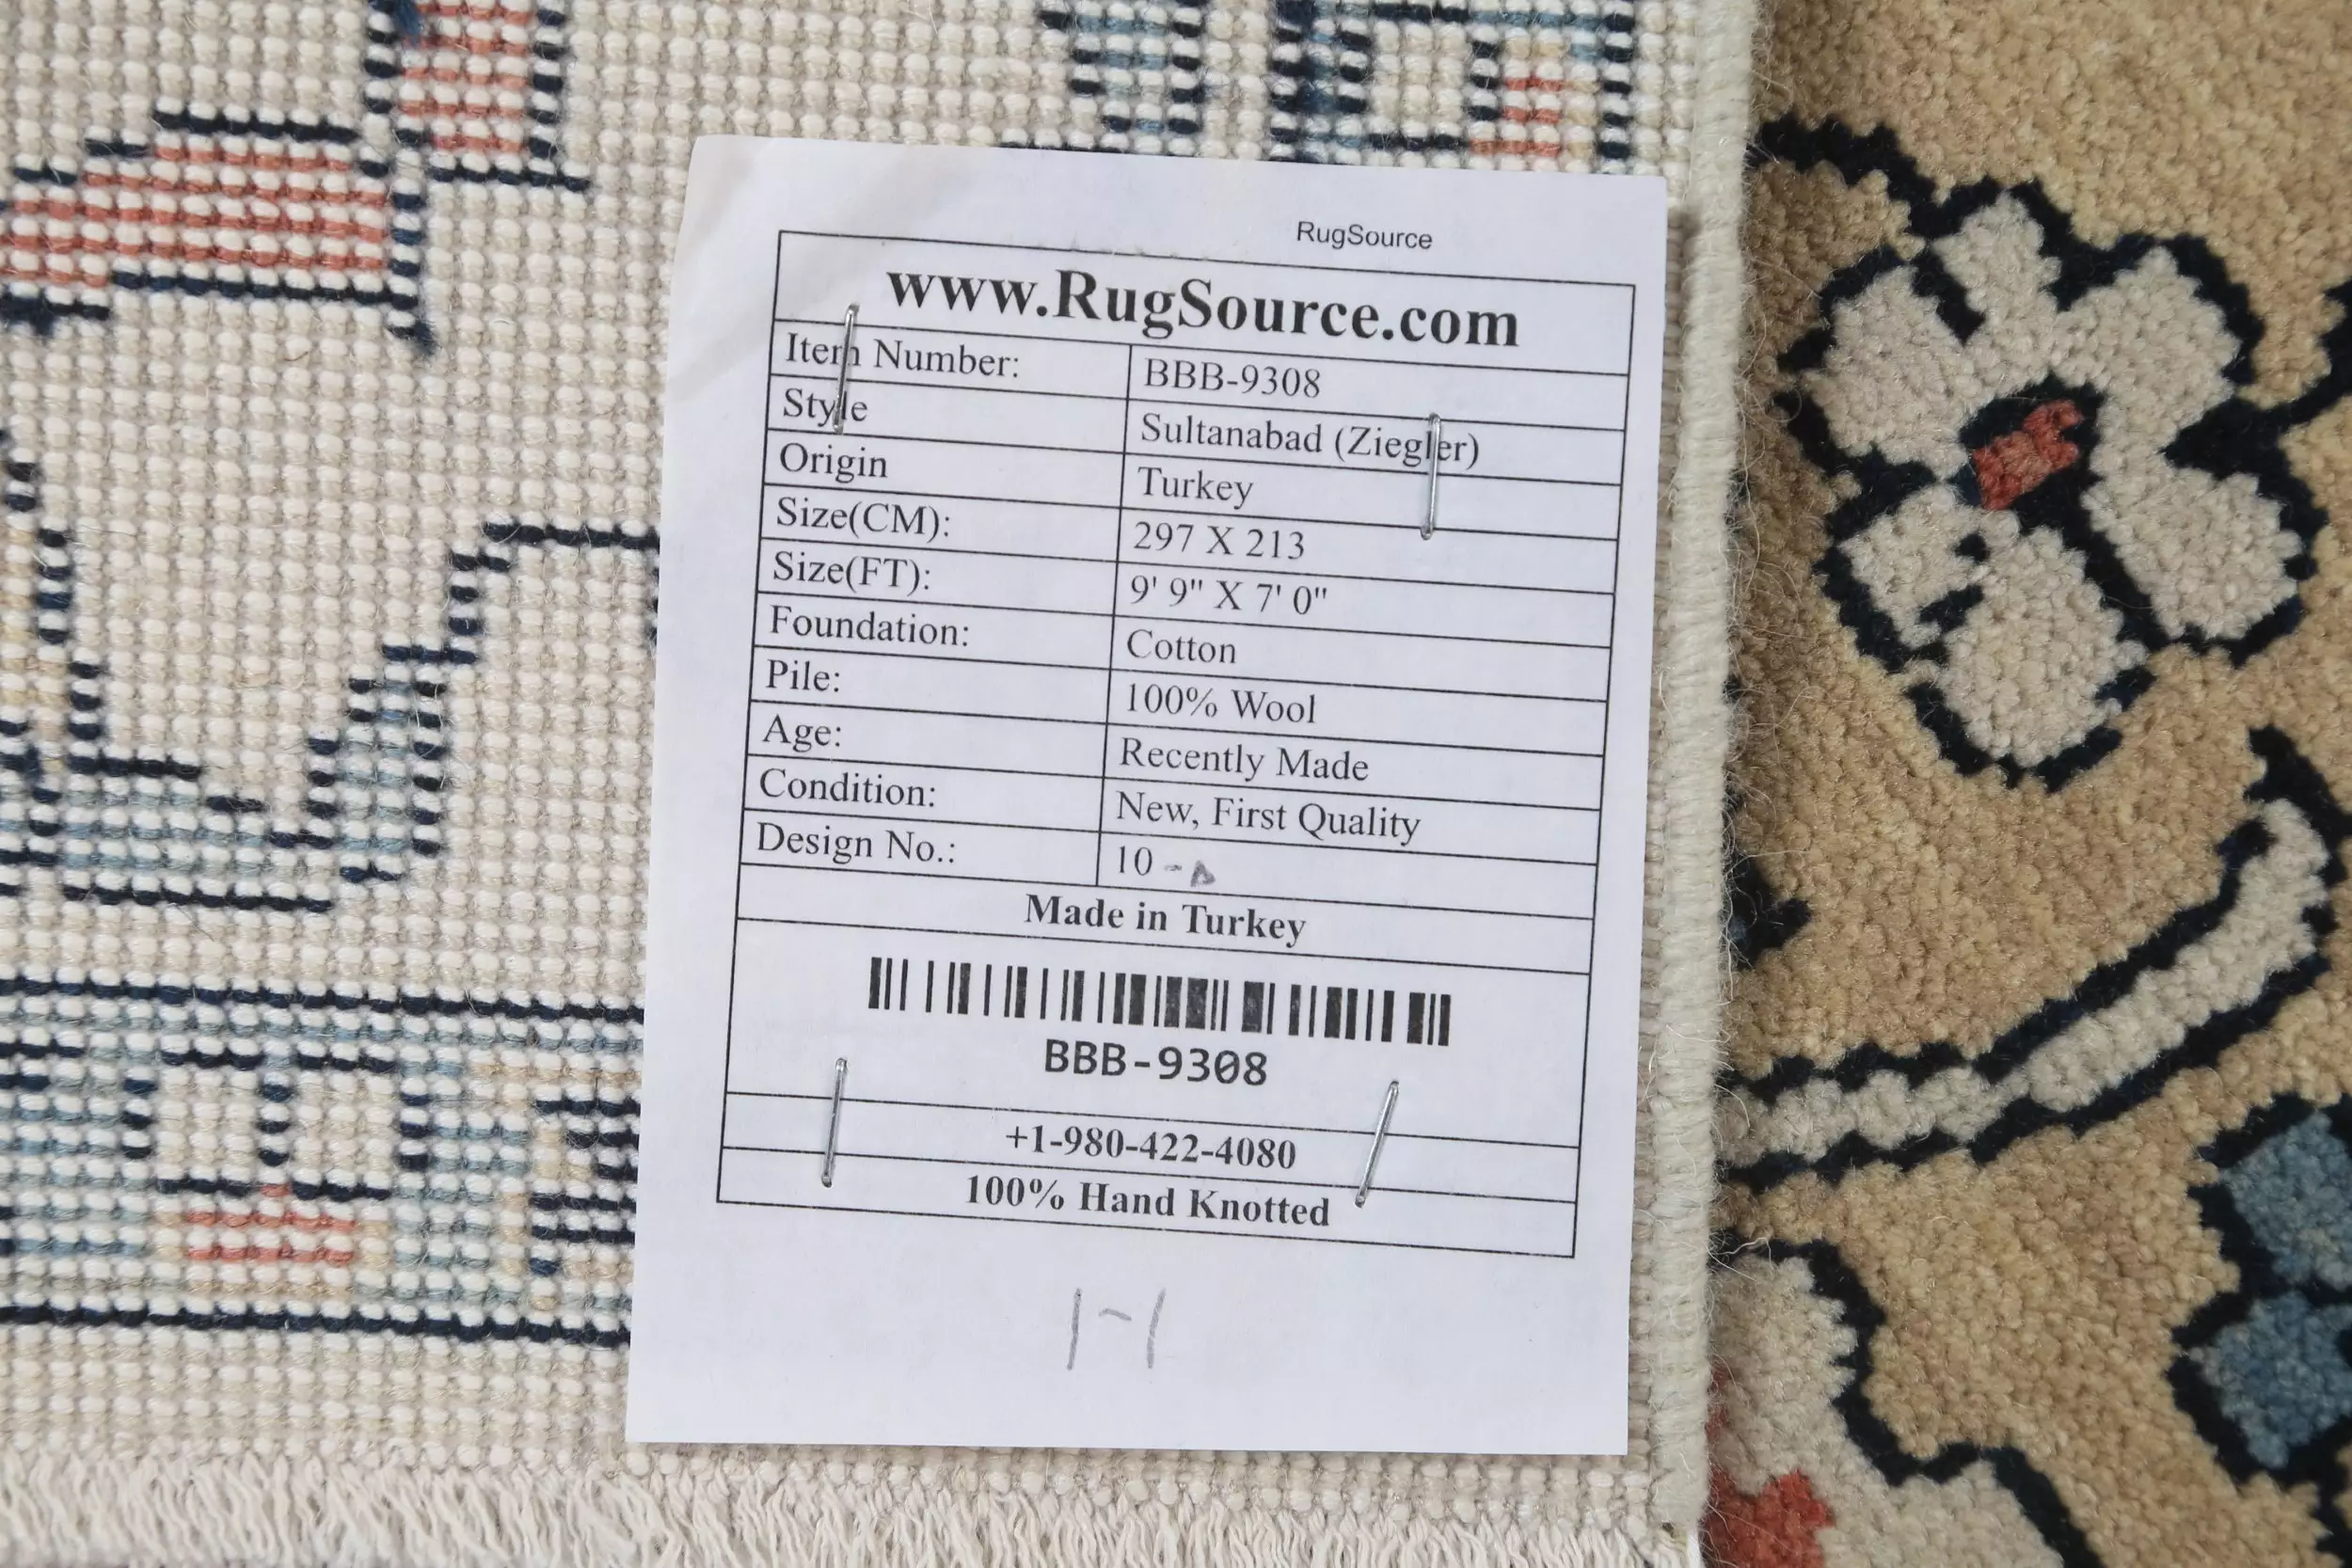 RugSource
www.RugSource.com
Item Number: BBB-9308
Style Sultanabad (Ziegler)
Origin Turkey
Size(CM): 297 X 213
Size(FT): 9' 9" X 7' 0"
Foundation: Cotton
Pile: 100% Wool
Age: Recently Made
Condition: New, First Quality
Design No.: 10
Made in Turkey
BBB-9308
+1-980-422-4080
100% Hand Knotted
1-1